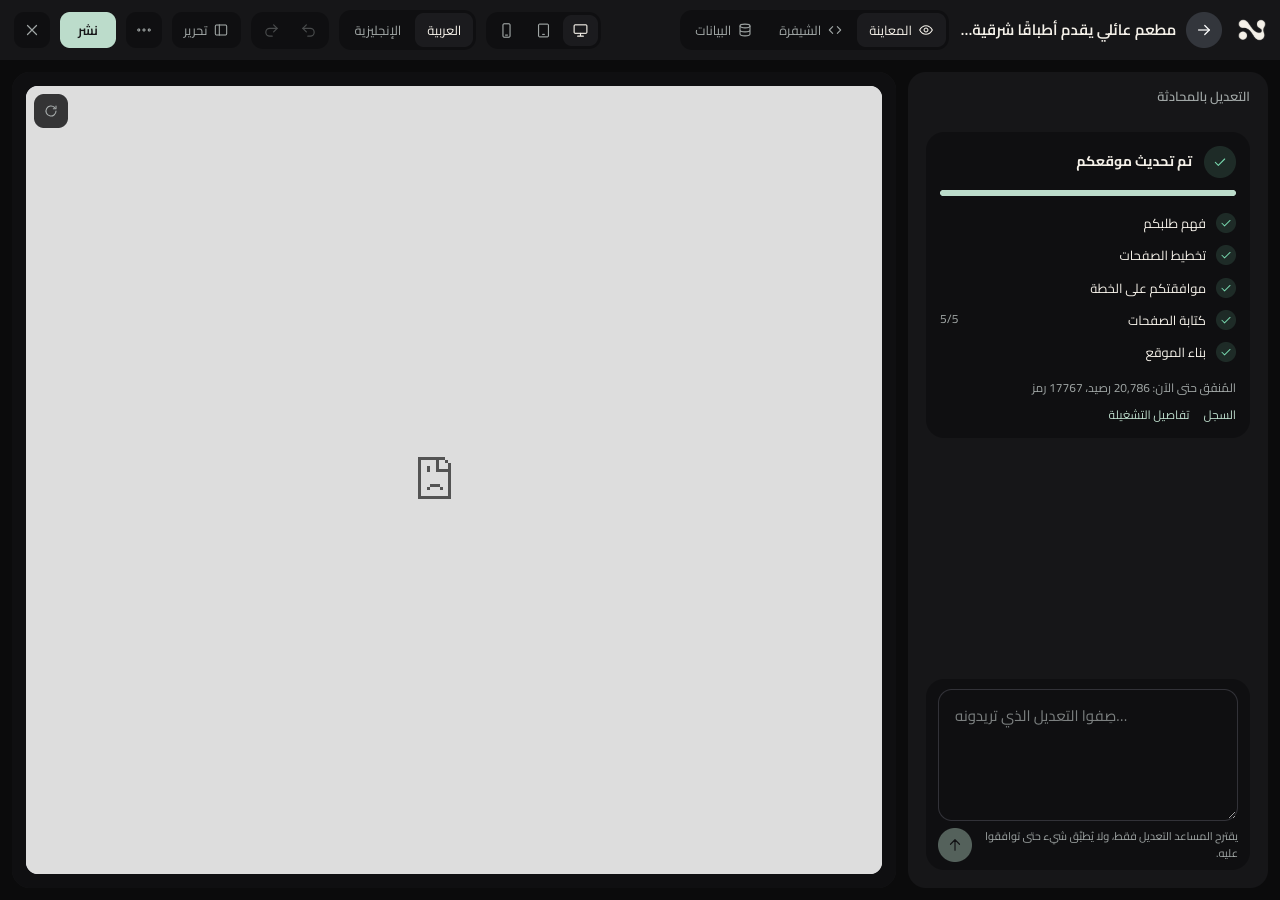 مطعم عائلي يقدم أطباقًا شرقية...
المعاينة
الشيفرة
البيانات
العربية
الإنجليزية
تحرير
نشر
التعديل بالمحادثة
تم تحديث موقعكم
فهم طلبكم
تخطيط الصفحات
موافقتكم على الخطة
كتابة الصفحات 5/5
بناء الموقع
المُنفَق حتى الآن: 20,786 رصيد، 17767 رمز
السجل تفاصيل التشغيلة
صِفوا التعديل الذي تريدونه...
يقترح المساعد التعديل فقط، ولا يُطبَّق شيء حتى توافقوا
عليه.